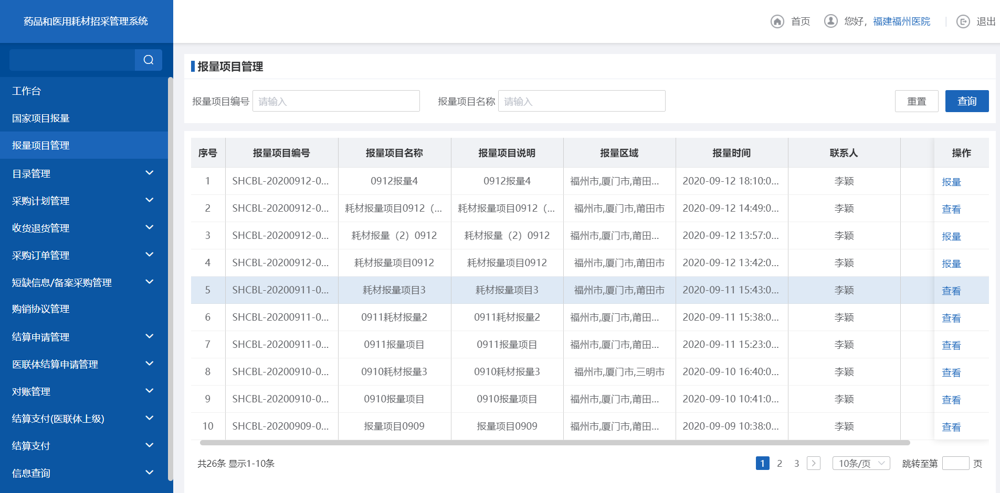 药品和医用耗材招采管理系统
首页 您好，福建福州医院 退出
工作台
国家项目报量
报量项目管理
目录管理
采购计划管理
收货退货管理
采购订单管理
短缺信息/备案采购管理
购销协议管理
结算申请管理
医联体结算申请管理
对账管理
结算支付(医联体上级)
结算支付
信息查询
报量项目管理
报量项目编号 请输入 报量项目名称 请输入 重置 查询
序号 报量项目编号 报量项目名称 报量项目说明 报量区域 报量时间 联系人 操作
1 SHCBL-20200912-0... 0912报量4 0912报量4 福州市,厦门市,莆田... 2020-09-12 18:10:0... 李颖 报量
2 SHCBL-20200912-0... 耗材报量项目0912（... 耗材报量项目0912（... 福州市,厦门市,莆田市 2020-09-12 14:49:0... 李颖 查看
3 SHCBL-20200912-0... 耗材报量（2）0912 耗材报量（2）0912 福州市,厦门市,莆田... 2020-09-12 13:57:0... 李颖 报量
4 SHCBL-20200912-0... 耗材报量项目0912 耗材报量项目0912 福州市,厦门市,莆田市 2020-09-12 13:42:0... 李颖 报量
5 SHCBL-20200911-0... 耗材报量项目3 耗材报量项目3 福州市,厦门市,莆田市 2020-09-11 15:43:0... 李颖 查看
6 SHCBL-20200911-0... 0911耗材报量2 0911耗材报量2 福州市,厦门市,莆田... 2020-09-11 15:38:0... 李颖 查看
7 SHCBL-20200911-0... 0911报量项目 0911报量项目 福州市,厦门市,莆田... 2020-09-11 15:23:0... 李颖 查看
8 SHCBL-20200910-0... 0910耗材报量3 0910耗材报量3 福州市,厦门市,三明市 2020-09-10 16:40:0... 李颖 查看
9 SHCBL-20200910-0... 0910报量项目 0910报量项目 福州市,厦门市,莆田... 2020-09-10 10:41:0... 李颖 查看
10 SHCBL-20200909-0... 报量项目0909 报量项目0909 福州市,厦门市,莆田... 2020-09-09 10:38:0... 李颖 查看
共26条 显示1-10条 1 2 3 10条/页 跳转至第 页